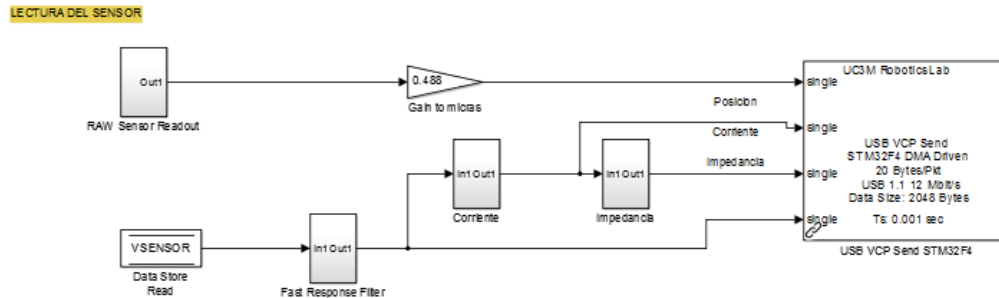 LECTURA DEL SENSOR
Out1
RAW Sensor Readout
0.488
Gain to micras
Posicion
Corriente
Impedancia
In1 Out1
Corriente
In1 Out1
Impedancia
VSENSOR
Data Store
Read
In1 Out1
Fast Response Filter
UC3M RoboticsLab
single
single
single
single
USB VCP Send
STM32F4 DMA Driven
20 Bytes/Pkt
USB 1.1 12 Mbit/s
Data Size: 2048 Bytes
Ts: 0.001 sec
USB VCP Send STM32F4